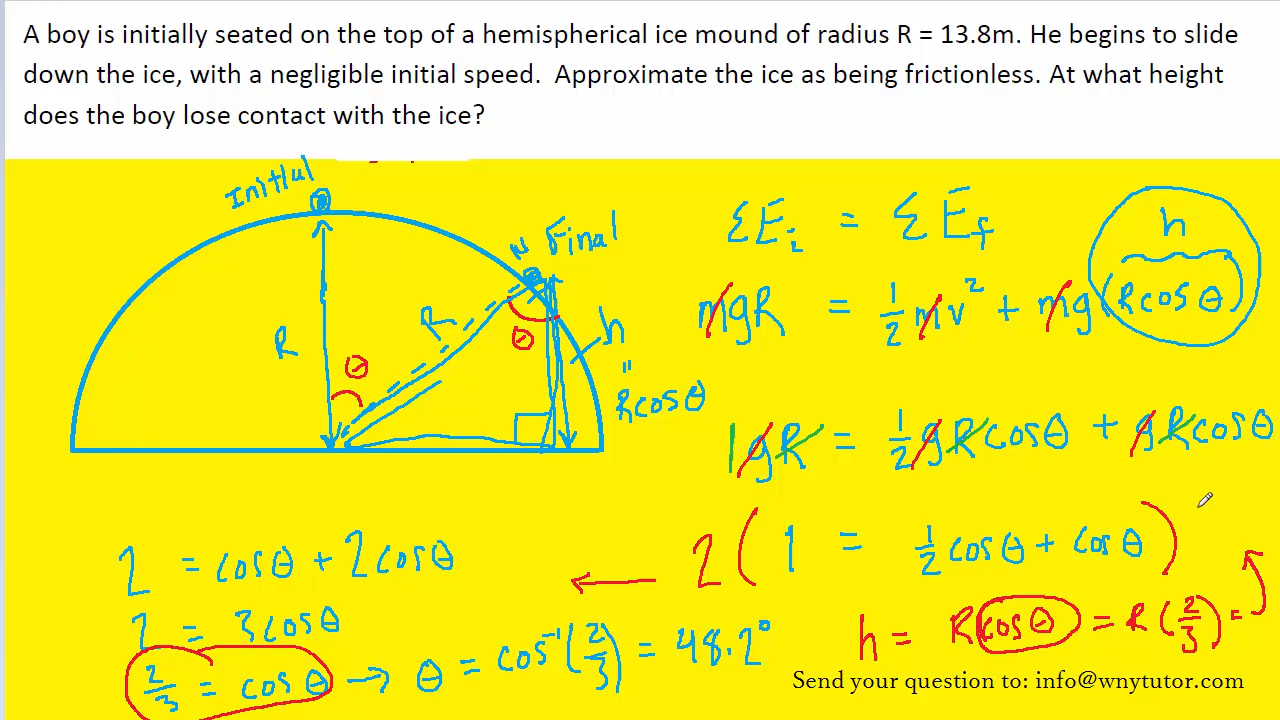 A boy is initially seated on the top of a hemispherical ice mound of radius R = 13.8m. He begins to slide
down the ice, with a negligible initial speed.  Approximate the ice as being frictionless. At what height
does the boy lose contact with the ice?
Initial
Final
R
R
θ
θ
h
"
Rcosθ
ΣE_i = ΣE_f
h
mgR = 1/2 mv² + mg(Rcosθ)
1gR = 1/2 gRcosθ + gRcosθ
2(1 = 1/2 cosθ + cosθ)
2 = cosθ + 2cosθ
2 = 3cosθ
2/3 = cosθ → θ = cos⁻¹(2/3) = 48.2°
h = Rcosθ = R(2/3) =
Send your question to: info@wnytutor.com